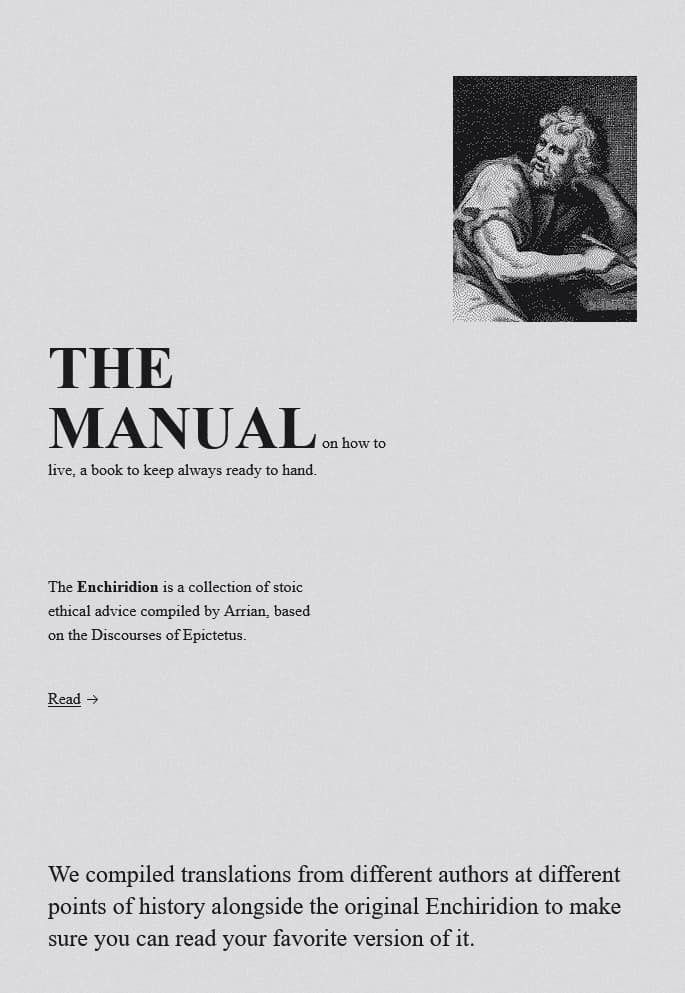 THE
MANUAL on how to
live, a book to keep always ready to hand.
The Enchiridion is a collection of stoic
ethical advice compiled by Arrian, based
on the Discourses of Epictetus.
Read →
We compiled translations from different authors at different
points of history alongside the original Enchiridion to make
sure you can read your favorite version of it.